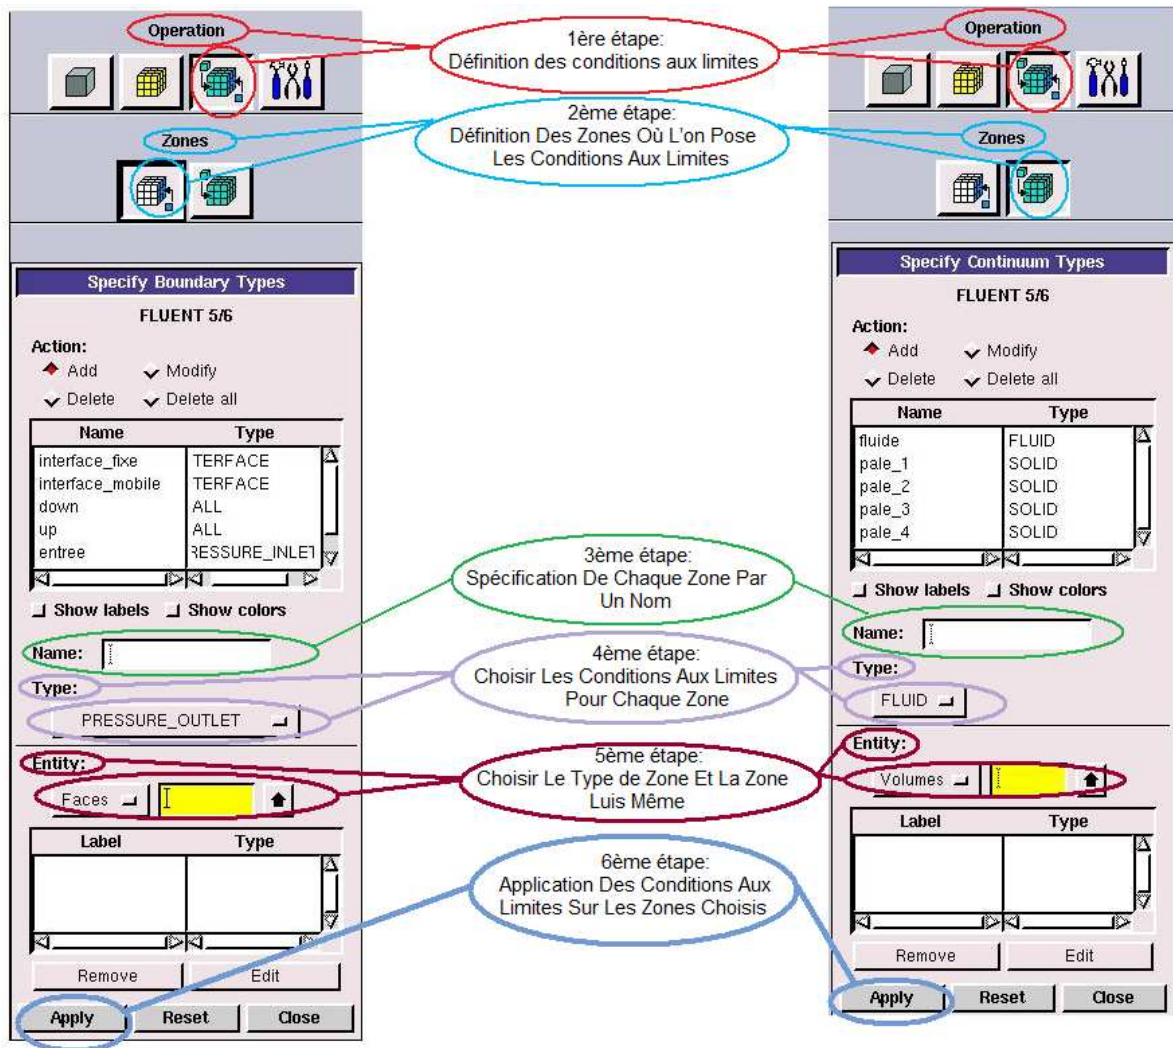 Operation
1ère étape:
Définition des conditions aux limites
Operation
Zones
2ème étape:
Définition Des Zones Où L'on Pose
Les Conditions Aux Limites
Zones
Specify Boundary Types
FLUENT 5/6
Action:
Add Modify
Delete Delete all
Name Type
interface_fixe TERFACE
interface_mobile TERFACE
down ALL
up ALL
entree RESSURE_INLET
Show labels Show colors
Name:
Type:
PRESSURE_OUTLET
Entity:
Faces
Label Type
Remove Edit
Apply Reset Close
3ème étape:
Spécification De Chaque Zone Par
Un Nom
4ème étape:
Choisir Les Conditions Aux Limites
Pour Chaque Zone
5ème étape:
Choisir Le Type de Zone Et La Zone
Luis Même
6ème étape:
Application Des Conditions Aux
Limites Sur Les Zones Choisis
Specify Continuum Types
FLUENT 5/6
Action:
Add Modify
Delete Delete all
Name Type
fluide FLUID
pale_1 SOLID
pale_2 SOLID
pale_3 SOLID
pale_4 SOLID
Show labels Show colors
Name:
Type:
FLUID
Entity:
Volumes
Label Type
Remove Edit
Apply Reset Close